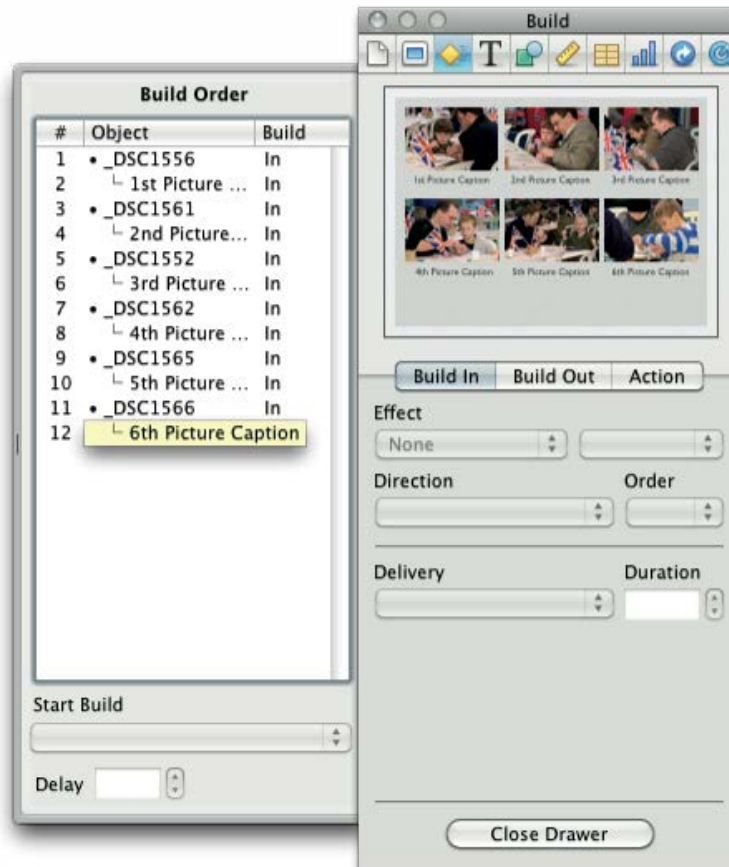 Build Order
# Object Build
1 • _DSC1556 In
2 └ 1st Picture ... In
3 • _DSC1561 In
4 └ 2nd Picture... In
5 • _DSC1552 In
6 └ 3rd Picture ... In
7 • _DSC1562 In
8 └ 4th Picture ... In
9 • _DSC1565 In
10 └ 5th Picture ... In
11 • _DSC1566 In
12 └ 6th Picture Caption
Start Build
Delay
Build
T
1st Picture Caption 2nd Picture Caption 3rd Picture Caption
4th Picture Caption 5th Picture Caption 6th Picture Caption
Build In Build Out Action
Effect
None
Direction Order
Delivery Duration
Close Drawer